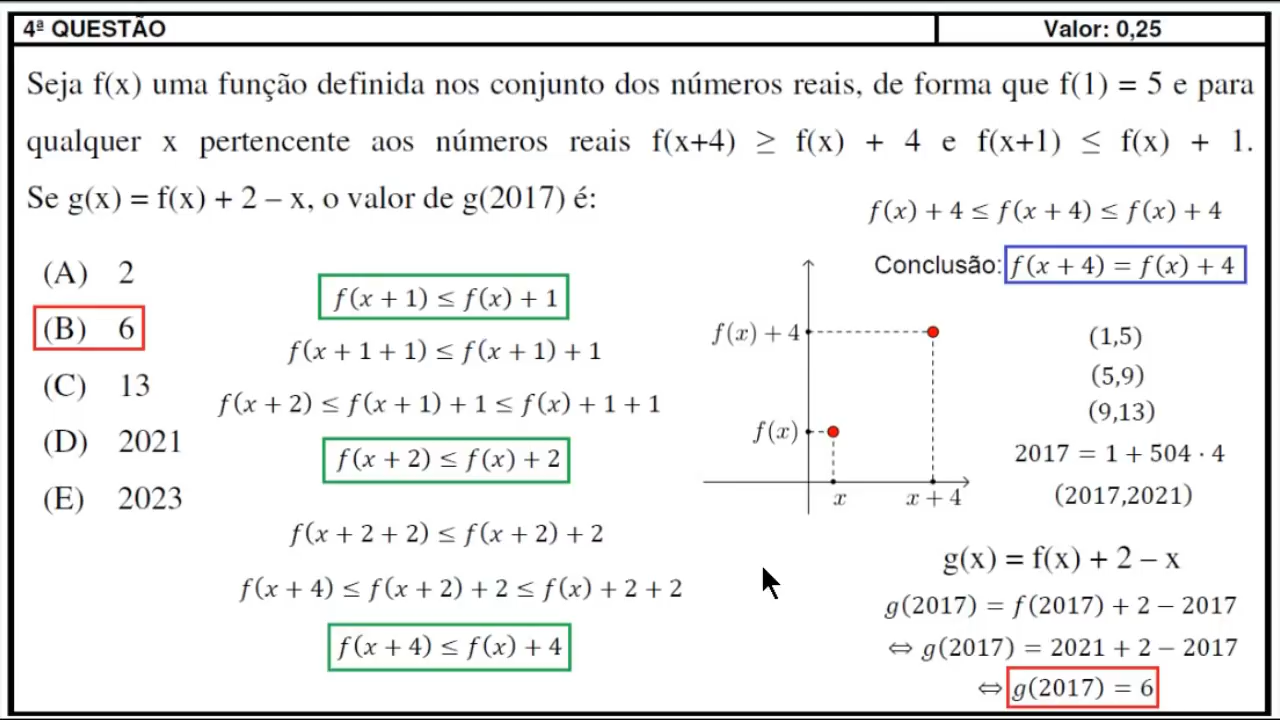 4ª QUESTÃO
Valor: 0,25
Seja f(x) uma função definida nos conjunto dos números reais, de forma que f(1) = 5 e para
qualquer x pertencente aos números reais f(x+4) ≥ f(x) + 4 e f(x+1) ≤ f(x) + 1.
Se g(x) = f(x) + 2 – x, o valor de g(2017) é:
(A) 2
(B) 6
(C) 13
(D) 2021
(E) 2023
f(x + 1) ≤ f(x) + 1
f(x + 1 + 1) ≤ f(x + 1) + 1
f(x + 2) ≤ f(x + 1) + 1 ≤ f(x) + 1 + 1
f(x + 2) ≤ f(x) + 2
f(x + 2 + 2) ≤ f(x + 2) + 2
f(x + 4) ≤ f(x + 2) + 2 ≤ f(x) + 2 + 2
f(x + 4) ≤ f(x) + 4
f(x) + 4 ≤ f(x + 4) ≤ f(x) + 4
Conclusão: f(x + 4) = f(x) + 4
f(x) + 4
f(x)
x
x + 4
(1,5)
(5,9)
(9,13)
2017 = 1 + 504 · 4
(2017,2021)
g(x) = f(x) + 2 – x
g(2017) = f(2017) + 2 − 2017
⇔ g(2017) = 2021 + 2 − 2017
⇔ g(2017) = 6